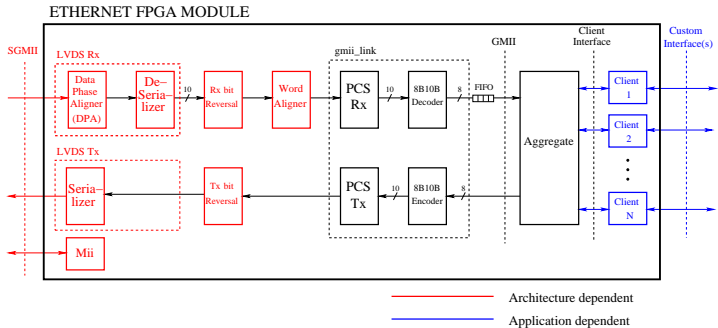 ETHERNET FPGA MODULE
SGMII
LVDS Rx
Data
Phase
Aligner
(DPA)
De-
Seria-
lizer
10
Rx bit
Reversal
Word
Aligner
gmii_link
PCS
Rx
10
8B10B
Decoder
8
FIFO
GMII
Aggregate
Client
Interface
Custom
Interface(s)
Client
1
Client
2
Client
N
LVDS Tx
Seria-
lizer
Tx bit
Reversal
PCS
Tx
10
8B10B
Encoder
8
Mii
Architecture dependent
Application dependent